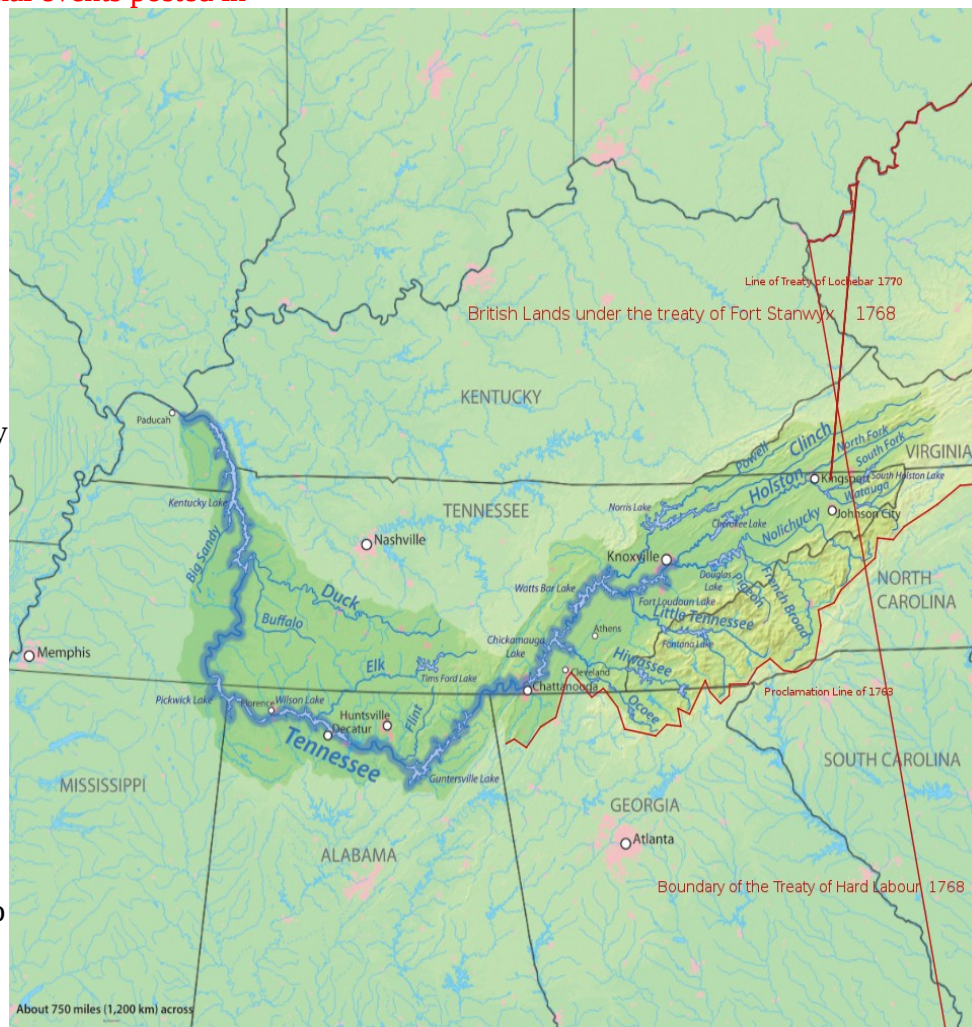 events posted in
Line of Treaty of Lochebar 1770
British Lands under the treaty of Fort Stanwyx 1768
KENTUCKY
Paducah
Powell
Clinch
North Fork
South Fork
VIRGINIA
Holston
Kingsport
South Holston Lake
Watauga
Kentucky Lake
Norris Lake
TENNESSEE
Cherokee Lake
Johnson City
Nolichucky
Nashville
Big Sandy
Knoxville
Watts Bar Lake
Douglas
Lake
geon
French Broad
NORTH
CAROLINA
Duck
Fort Loudoun Lake
Buffalo
Little Tennessee
Athens
Chickamauga
Lake
Fontana Lake
Memphis
Elk
Tims Ford Lake
Hiwassee
Cleveland
Chattanooga
Proclamation Line of 1763
Pickwick Lake
Florence
Wilson Lake
Ocoee
Huntsville
Flint
Decatur
Tennessee
SOUTH CAROLINA
Guntersville Lake
MISSISSIPPI
GEORGIA
Atlanta
ALABAMA
Boundary of the Treaty of Hard Labour 1768
About 750 miles (1,200 km) across